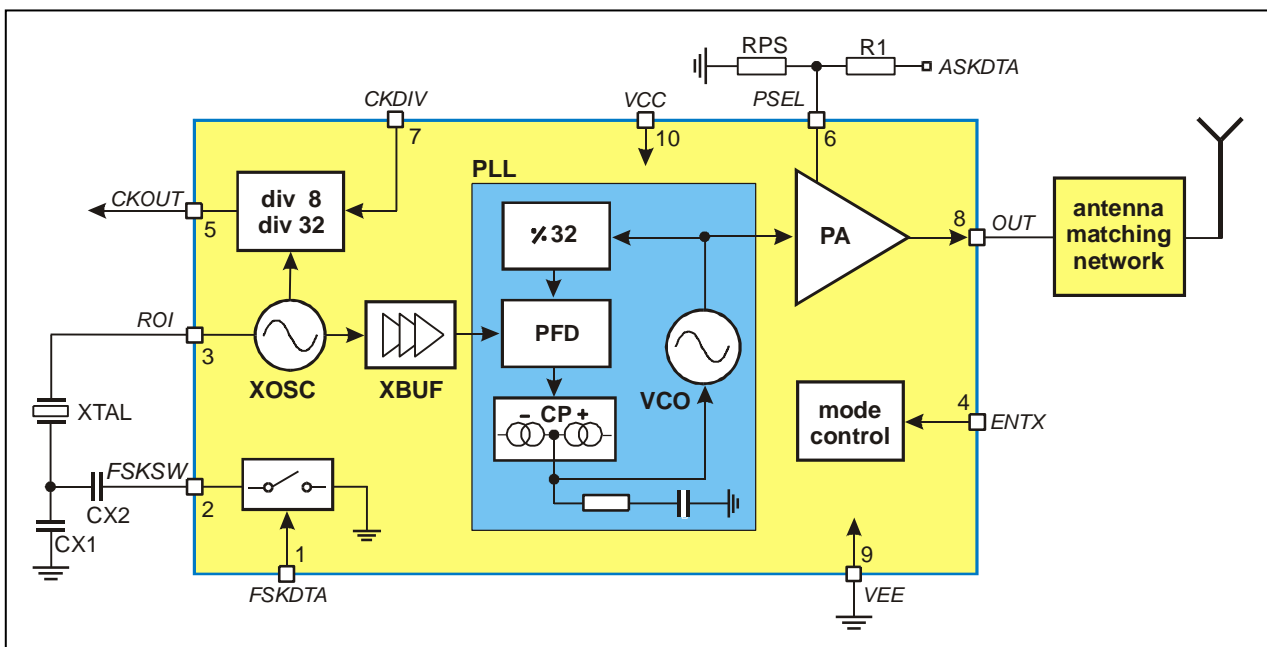 RPS
R1
ASKDTA
CKDIV
VCC
PSEL
7
10
6
PLL
CKOUT
5
div 8
div 32
٪32
PA
8
OUT
antenna
matching
network
ROI
3
XOSC
XBUF
PFD
VCO
XTAL
- CP +
mode
control
4
ENTX
FSKSW
2
CX2
CX1
1
FSKDTA
9
VEE